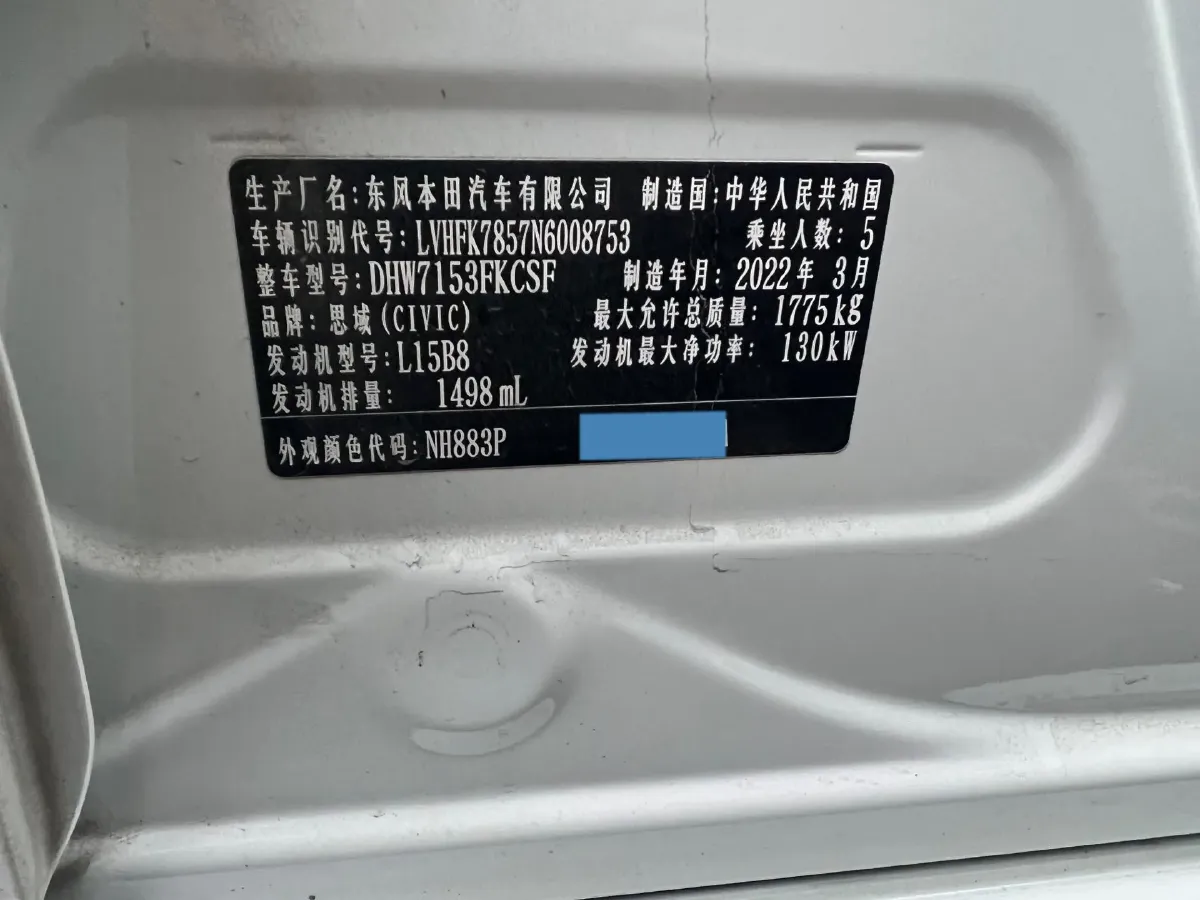 生产厂名:东风本田汽车有限公司 制造国:中华人民共和国
车辆识别代号:LVHFK7857N6008753 乘坐人数:5
整车型号:DHW7153FKCSF 制造年月:2022年 3月
品牌:思域(CIVIC) 最大允许总质量:1775kg
发动机型号:L15B8 发动机最大净功率:130kW
发动机排量: 1498mL
外观颜色代码:NH883P